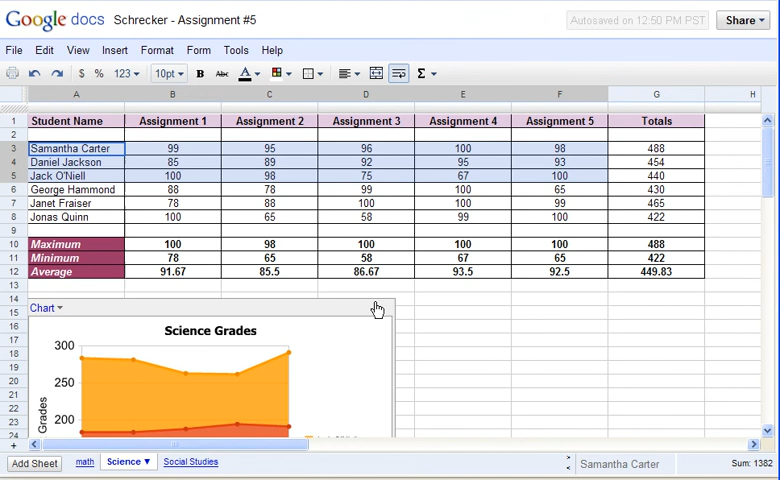 Google docs Schrecker - Assignment #5 Autosaved on 12:50 PM PST Share
File Edit View Insert Format Form Tools Help
$ % 123 10pt B Abc A Σ
A B C D E F G H
1 Student Name Assignment 1 Assignment 2 Assignment 3 Assignment 4 Assignment 5 Totals
2
3 Samantha Carter 99 95 96 100 98 488
4 Daniel Jackson 85 89 92 95 93 454
5 Jack O'Niell 100 98 75 67 100 440
6 George Hammond 88 78 99 100 65 430
7 Janet Fraiser 78 88 100 100 99 465
8 Jonas Quinn 100 65 58 99 100 422
9
10 Maximum 100 98 100 100 100 488
11 Minimum 78 65 58 67 65 422
12 Average 91.67 85.5 86.67 93.5 92.5 449.83
13
14
15 Chart
16 Science Grades
17 300
18
19
20 250
21
22
23 200
24
Grades
+
Add Sheet math Science Social Studies > < Samantha Carter Sum: 1382